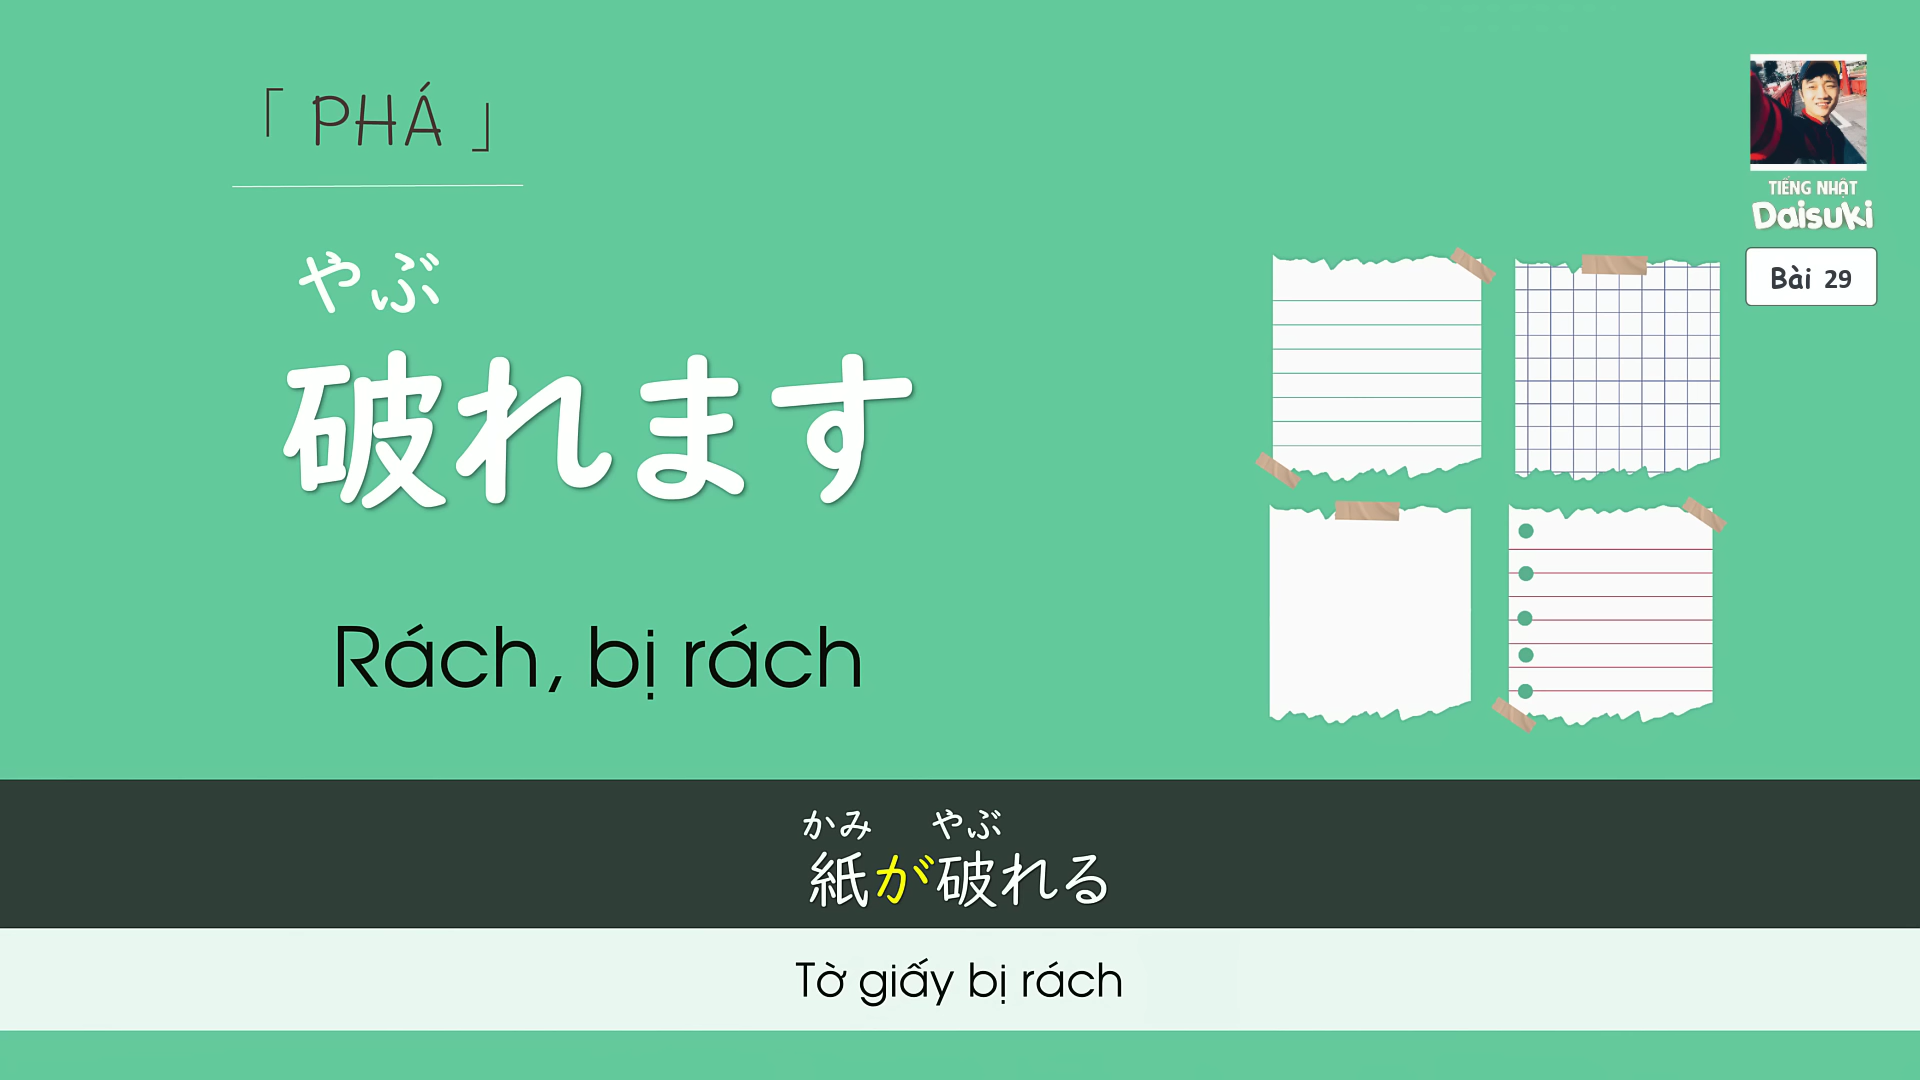 「 PHÁ 」
TIẾNG NHẬT
Daisuki
Bài 29
やぶ
破れます
Rách, bị rách
かみ やぶ
紙が破れる
Tờ giấy bị rách